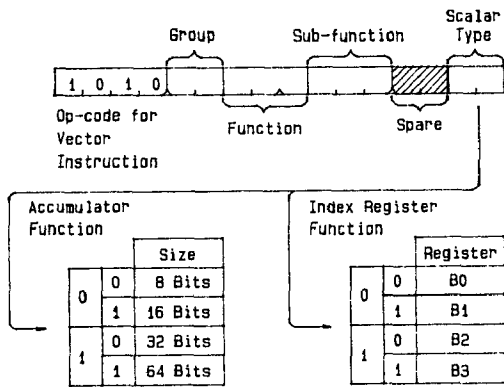 Group Sub-function Scalar Type
1 0 1 0
Op-code for Vector Instruction
Function Spare
Accumulator Function
Size
0 0 8 Bits
1 16 Bits
1 0 32 Bits
1 64 Bits
Index Register Function
Register
0 0 B0
1 B1
1 0 B2
1 B3